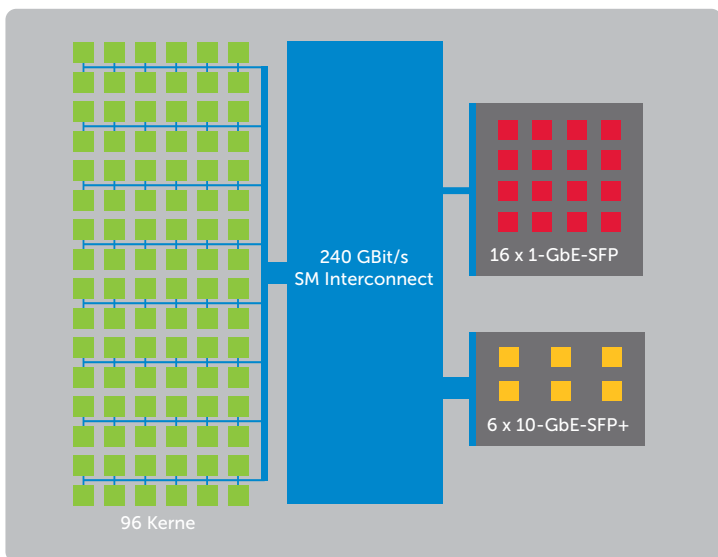 240 GBit/s
SM Interconnect
16 x 1-GbE-SFP
6 x 10-GbE-SFP+
96 Kerne